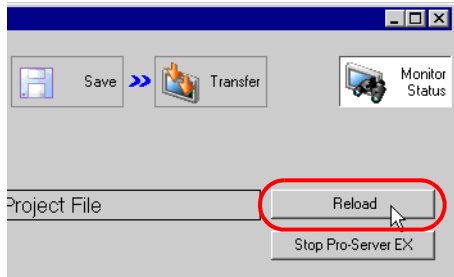 Save
Transfer
Monitor
Status
Project File
Reload
Stop Pro-Server EX